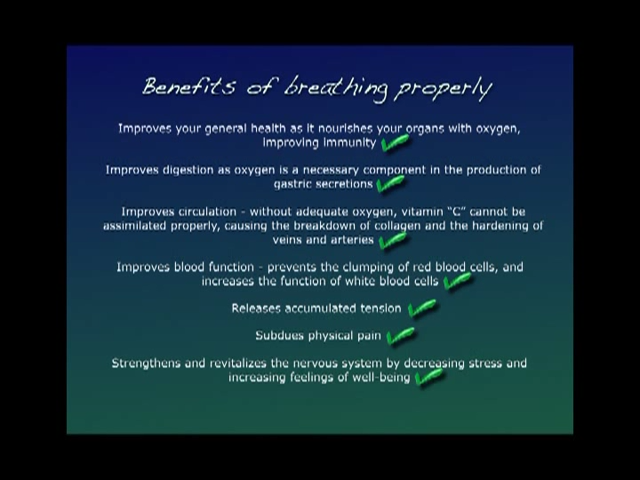 Benefits of breathing properly
Improves your general health as it nourishes your organs with oxygen,
improving immunity
Improves digestion as oxygen is a necessary component in the production of
gastric secretions
Improves circulation - without adequate oxygen, vitamin "C" cannot be
assimilated properly, causing the breakdown of collagen and the hardening of
veins and arteries
Improves blood function - prevents the clumping of red blood cells, and
increases the function of white blood cells
Releases accumulated tension
Subdues physical pain
Strengthens and revitalizes the nervous system by decreasing stress and
increasing feelings of well-being